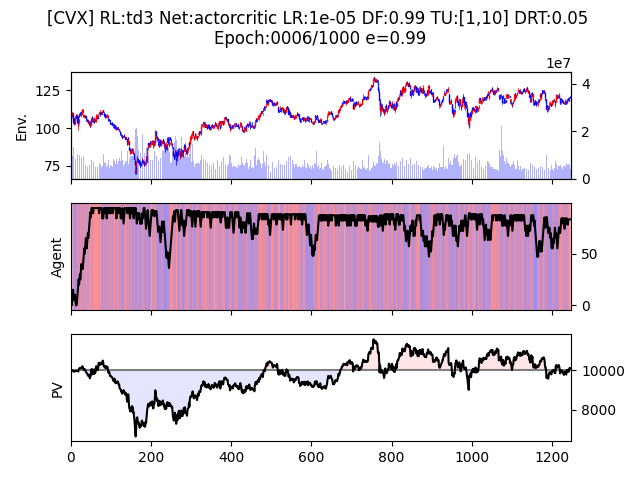 [CVX] RL:td3 Net:actorcritic LR:1e-05 DF:0.99 TU:[1,10] DRT:0.05
Epoch:0006/1000 e=0.99
1e7
125
100
75
Env.
4
2
0
Agent
50
0
PV
10000
8000
0
200
400
600
800
1000
1200